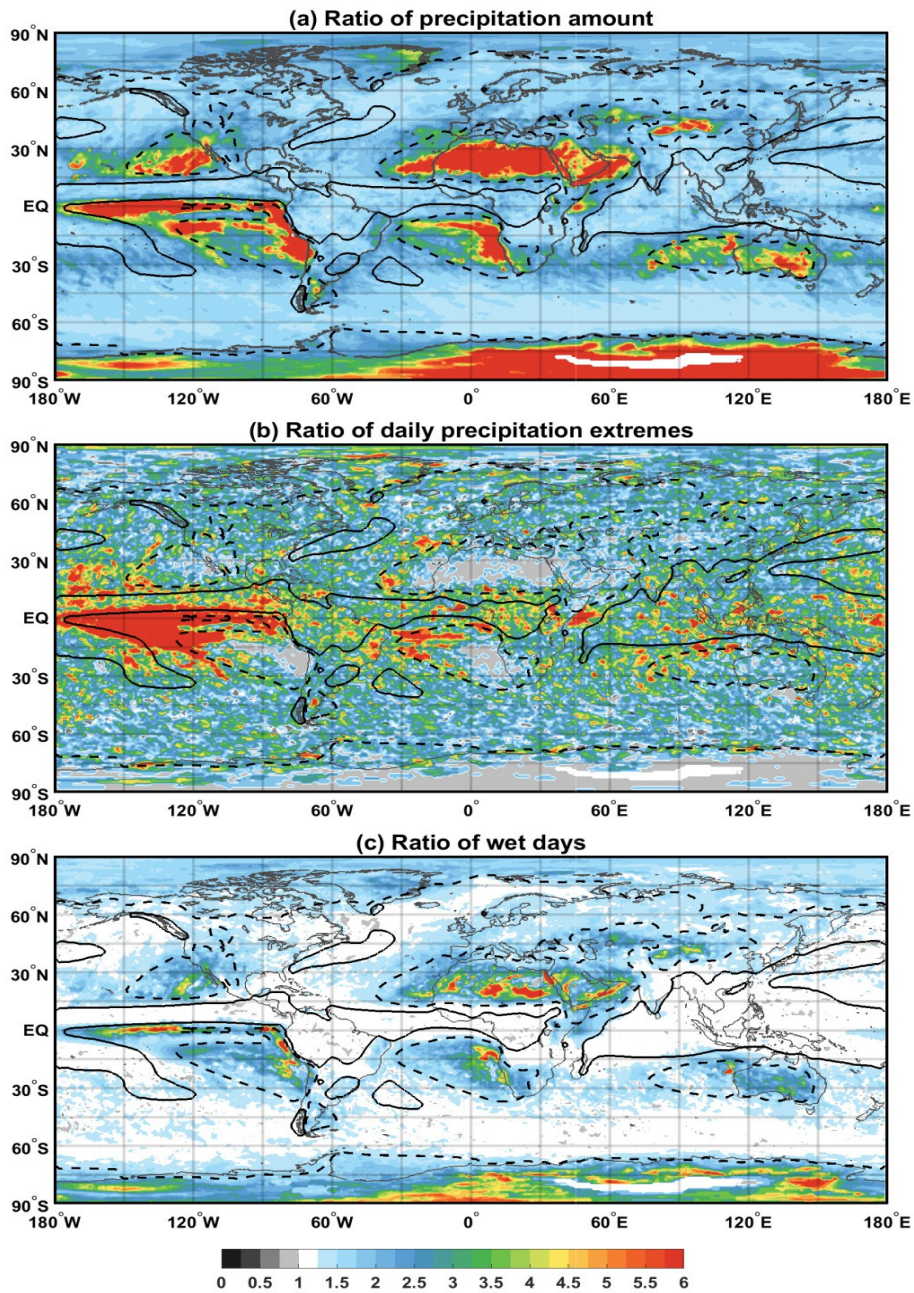 (a) Ratio of precipitation amount
90°N
60°N
30°N
EQ
30°S
60°S
90°S
180°W 120°W 60°W 0° 60°E 120°E 180°E
(b) Ratio of daily precipitation extremes
90°N
60°N
30°N
EQ
30°S
60°S
90°S
180°W 120°W 60°W 0° 60°E 120°E 180°E
(c) Ratio of wet days
90°N
60°N
30°N
EQ
30°S
60°S
90°S
180°W 120°W 60°W 0° 60°E 120°E 180°E
0 0.5 1 1.5 2 2.5 3 3.5 4 4.5 5 5.5 6